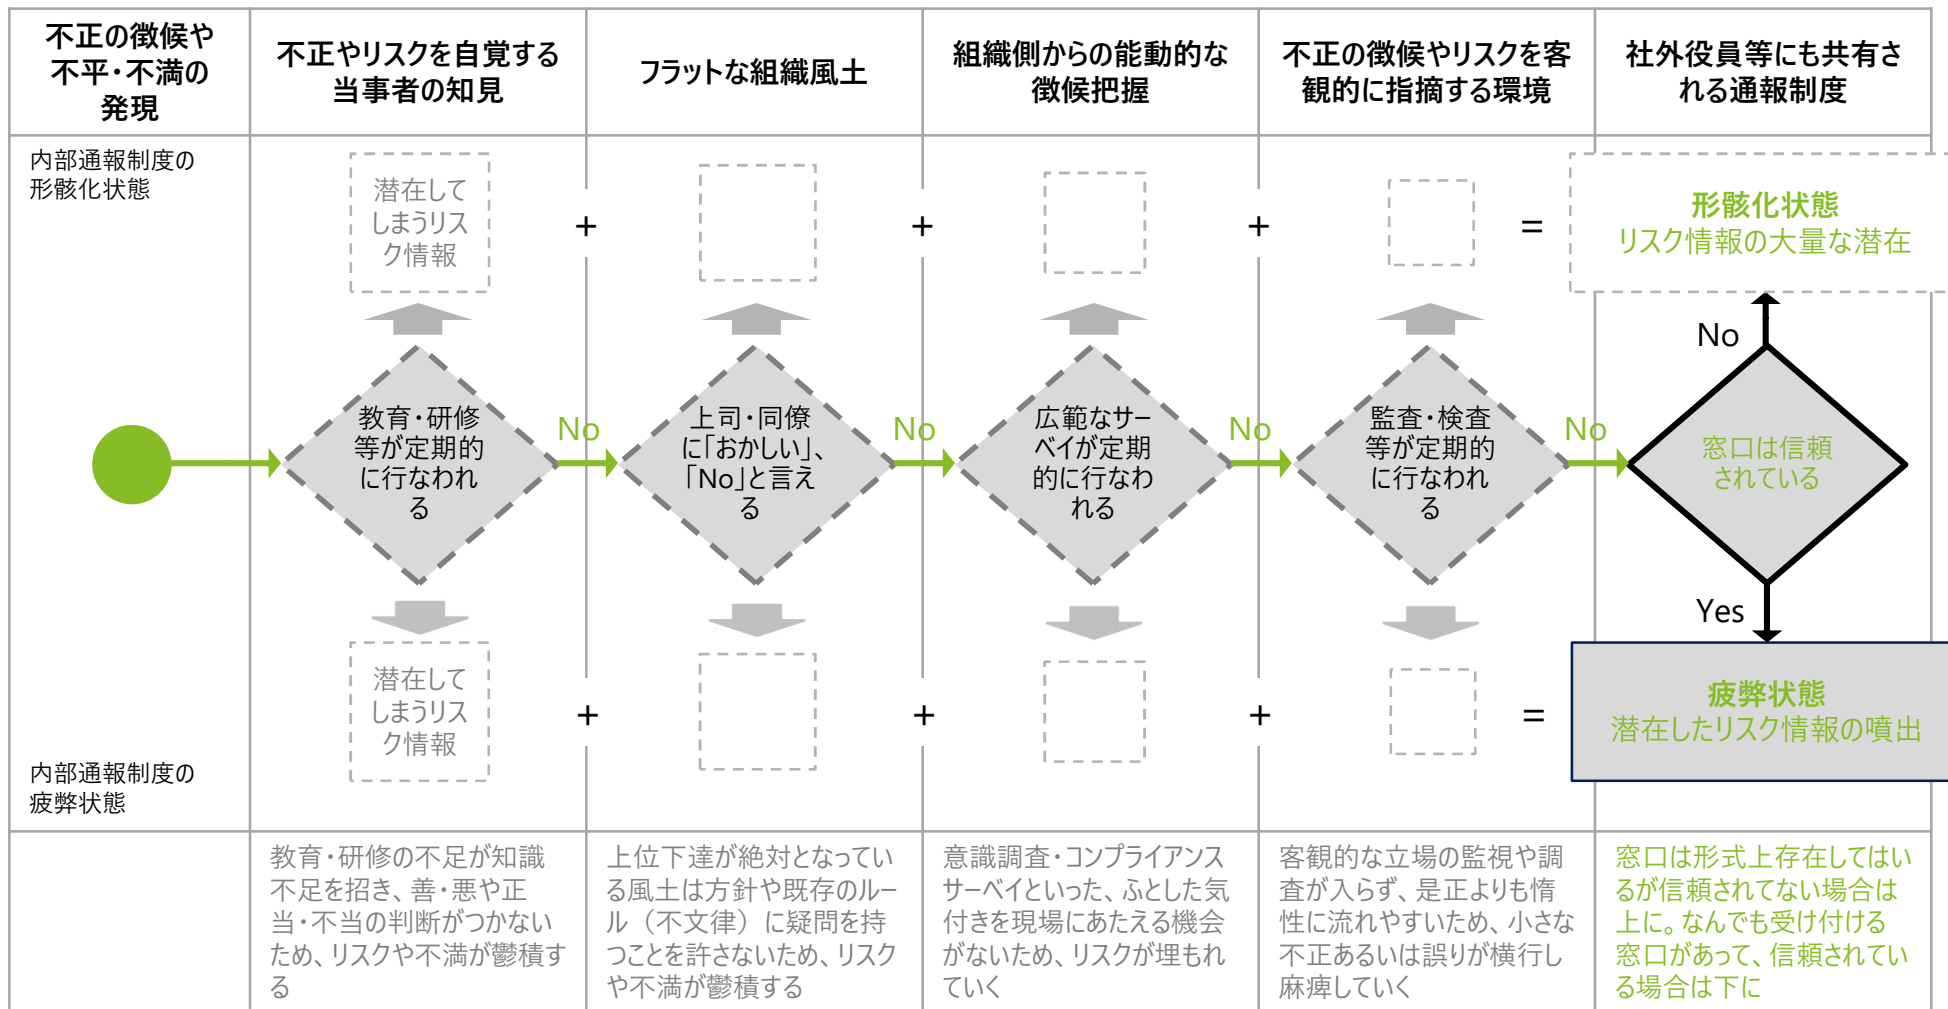 不正の徴候や
不平・不満の
発現
不正やリスクを自覚する
当事者の知見
フラットな組織風土
組織側からの能動的な
徴候把握
不正の徴候やリスクを客
観的に指摘する環境
社外役員等にも共有さ
れる通報制度
内部通報制度の
形骸化状態
潜在して
しまうリス
ク情報
+
+
+
=
形骸化状態
リスク情報の大量な潜在
No
教育・研修
等が定期的
に行なわれ
る
No
上司・同僚
に「おかしい」、
「No」と言え
る
No
広範なサー
ベイが定期
的に行なわ
れる
No
監査・検査
等が定期的
に行なわれ
る
No
窓口は信頼
されている
Yes
潜在して
しまうリス
ク情報
+
+
+
=
疲弊状態
潜在したリスク情報の噴出
内部通報制度の
疲弊状態
教育・研修の不足が知識
不足を招き、善・悪や正
当・不当の判断がつかない
ため、リスクや不満が鬱積す
る
上位下達が絶対となってい
る風土は方針や既存のルー
ル（不文律）に疑問を持
つことを許さないため、リスク
や不満が鬱積する
意識調査・コンプライアンス
サーベイといった、ふとした気
付きを現場にあたえる機会
がないため、リスクが埋もれ
ていく
客観的な立場の監視や調
査が入らず、是正よりも惰
性に流れやすいため、小さな
不正あるいは誤りが横行し
麻痺していく
窓口は形式上存在してはい
るが信頼されてない場合は
上に。なんでも受け付ける
窓口があって、信頼されてい
る場合は下に